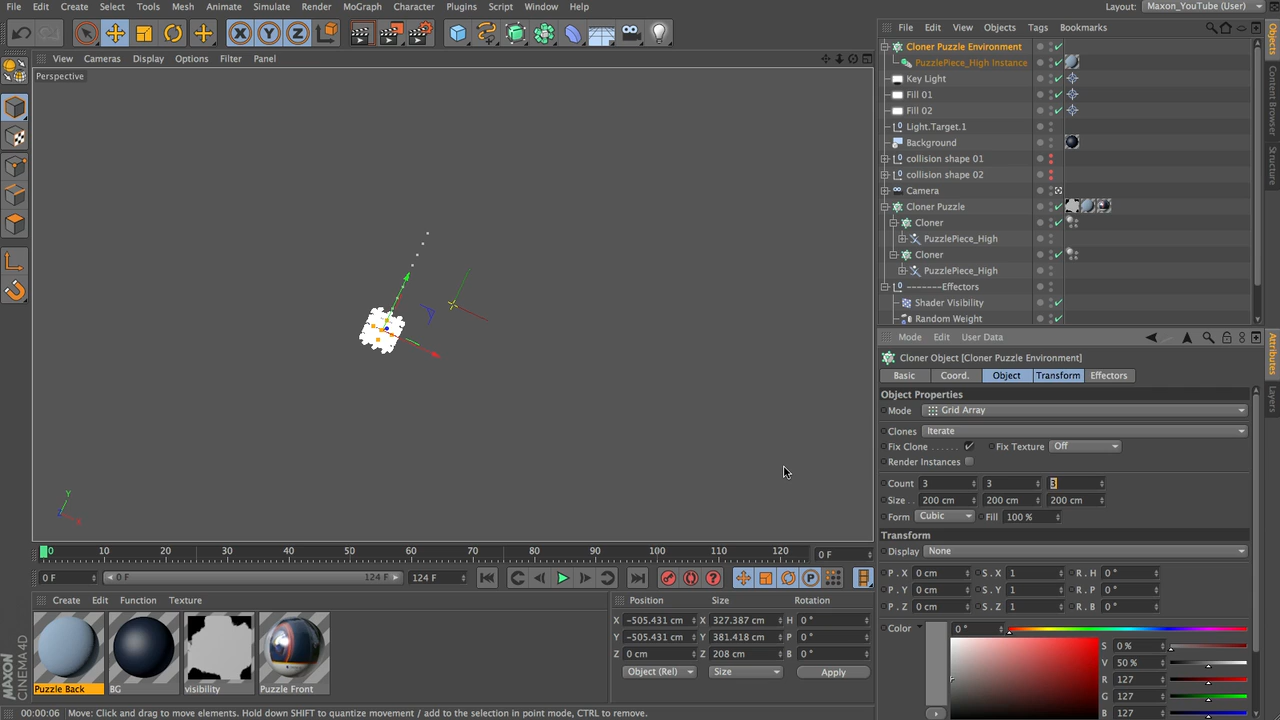 File Edit Create Select Tools Mesh Animate Simulate Render MoGraph Character Plugins Script Window Help
Layout: Maxon_YouTube (User)
X Y Z
View Cameras Display Options Filter Panel
Perspective
Y
File Edit View Objects Tags Bookmarks
Cloner Puzzle Environment
PuzzlePiece_High Instance
Key Light
Fill 01
Fill 02
Light.Target.1
Background
collision shape 01
collision shape 02
Camera
Cloner Puzzle
Cloner
PuzzlePiece_High
Cloner
PuzzlePiece_High
-------Effectors
Shader Visibility
Random Weight
Objects
Content Browser
Structure
Mode Edit User Data
Cloner Object [Cloner Puzzle Environment]
Basic Coord. Object Transform Effectors
Object Properties
Mode Grid Array
Clones Iterate
Fix Clone Fix Texture Off
Render Instances
Count 3 3 3
Size 200 cm 200 cm 200 cm
Form Cubic Fill 100 %
Transform
Display None
P . X 0 cm S . X 1 R . H 0 °
P . Y 0 cm S . Y 1 R . P 0 °
P . Z 0 cm S . Z 1 R . B 0 °
Color 0 °
S 0 %
V 50 %
R 127
G 127
B 127
Attributes
Layers
0 10 20 30 40 50 60 70 80 90 100 110 120 0 F
0 F 0 F 124 F 124 F
P
Create Edit Function Texture
Puzzle Back BG visibility Puzzle Front
Position Size Rotation
X -505.431 cm X 327.387 cm H 0 °
Y -505.431 cm Y 381.418 cm P 0 °
Z 0 cm Z 208 cm B 0 °
Object (Rel) Size Apply
MAXON
CINEMA 4D
00:00:06 Move: Click and drag to move elements. Hold down SHIFT to quantize movement / add to the selection in point mode, CTRL to remove.